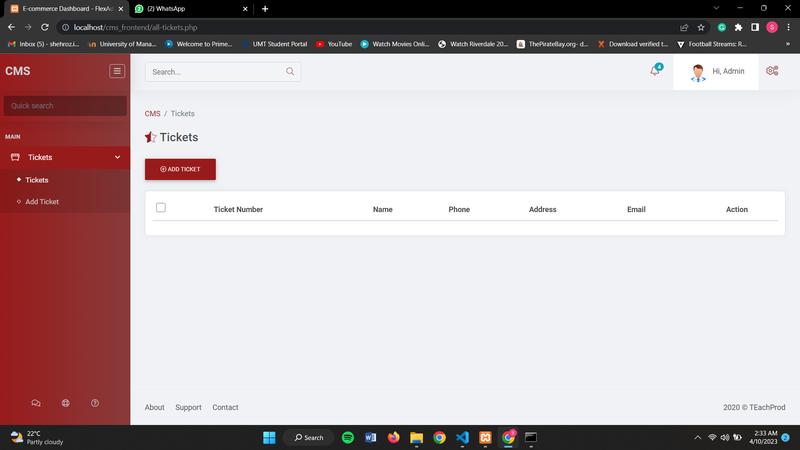 E-commerce Dashboard - FlexAd
(2) WhatsApp
localhost/cms_frontend/all-tickets.php
Inbox (5) - shehroz.i...
University of Mana...
Welcome to Prime...
UMT Student Portal
YouTube
Watch Movies Onli...
Watch Riverdale 20...
ThePirateBay.org- d...
Download verified t...
Football Streams: R...
»
CMS
Search...
4
Hi, Admin
Quick search
MAIN
Tickets
Tickets
Add Ticket
CMS / Tickets
Tickets
ADD TICKET
Ticket Number Name Phone Address Email Action
About Support Contact
2020 © TEachProd
22°C
Partly cloudy
Search
2:33 AM
4/10/2023
2